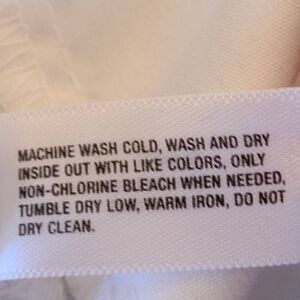 MACHINE WASH COLD, WASH AND DRY
INSIDE OUT WITH LIKE COLORS, ONLY
NON-CHLORINE BLEACH WHEN NEEDED,
TUMBLE DRY LOW, WARM IRON, DO NOT
DRY CLEAN.